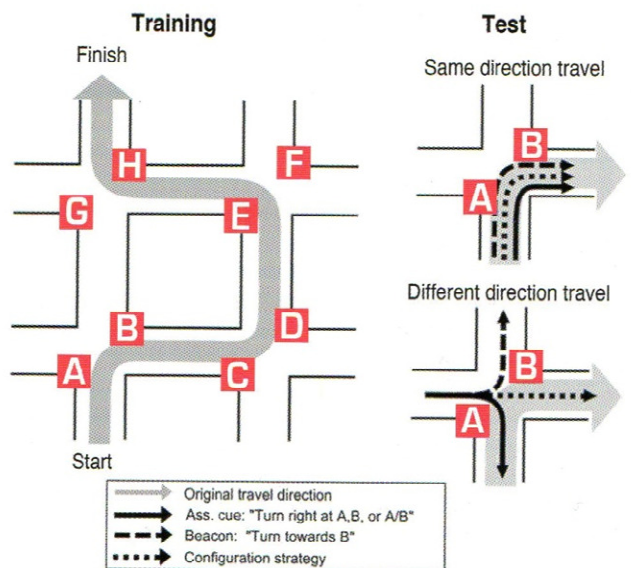 Training
Finish
H
F
G
E
B
D
A
C
Start
Test
Same direction travel
B
A
Different direction travel
B
A
Original travel direction
Ass. cue: "Turn right at A,B, or A/B"
Beacon: "Turn towards B"
Configuration strategy